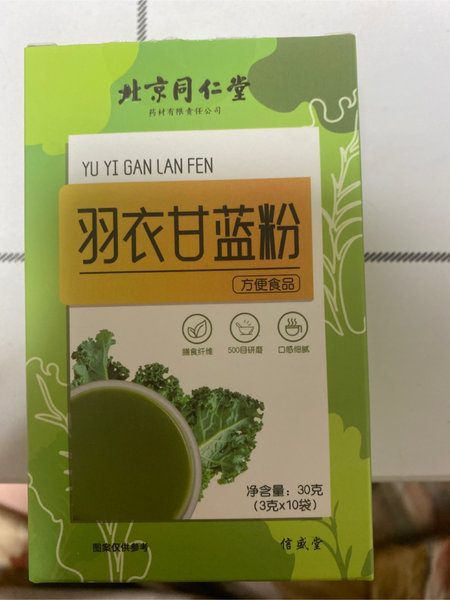 北京同仁堂
药材有限责任公司
YU YI GAN LAN FEN
羽衣甘蓝粉
方便食品
膳食纤维 500目研磨 口感细腻
净含量：30克
（3克x10袋）
图案仅供参考
信盛堂